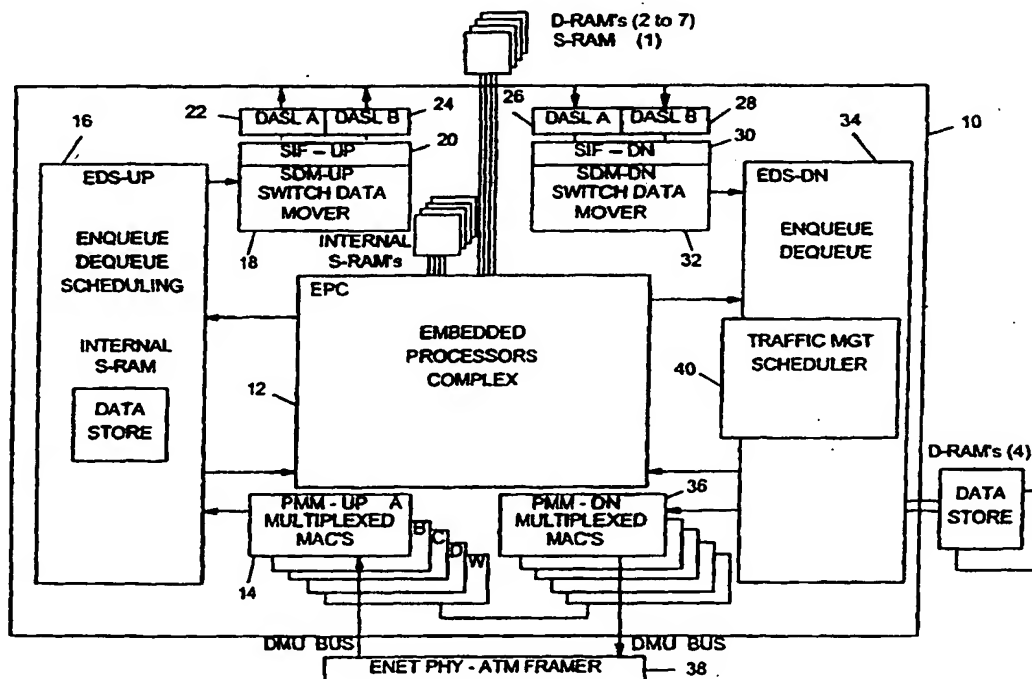 D-RAM's (2 to 7)
S-RAM (1)
22
DASL A
DASL B
24
26
DASL A
DASL B
28
16
34
10
SIF - UP
20
SIF - DN
30
EDS-UP
SDM-UP
SWITCH DATA
MOVER
SDM-DN
SWITCH DATA
MOVER
EDS-DN
ENQUEUE
DEQUEUE
SCHEDULING
18
INTERNAL
S-RAM's
32
ENQUEUE
DEQUEUE
EPC
EMBEDDED
PROCESSORS
COMPLEX
12
TRAFFIC MGT
SCHEDULER
40
INTERNAL
S-RAM
DATA
STORE
D-RAM's (4)
DATA
STORE
PMM - UP A
MULTIPLEXED
MAC'S
B
C
D
W
14
PMM - DN
MULTIPLEXED
MAC'S
36
DMU BUS
DMU BUS
ENET PHY - ATM FRAMER
38